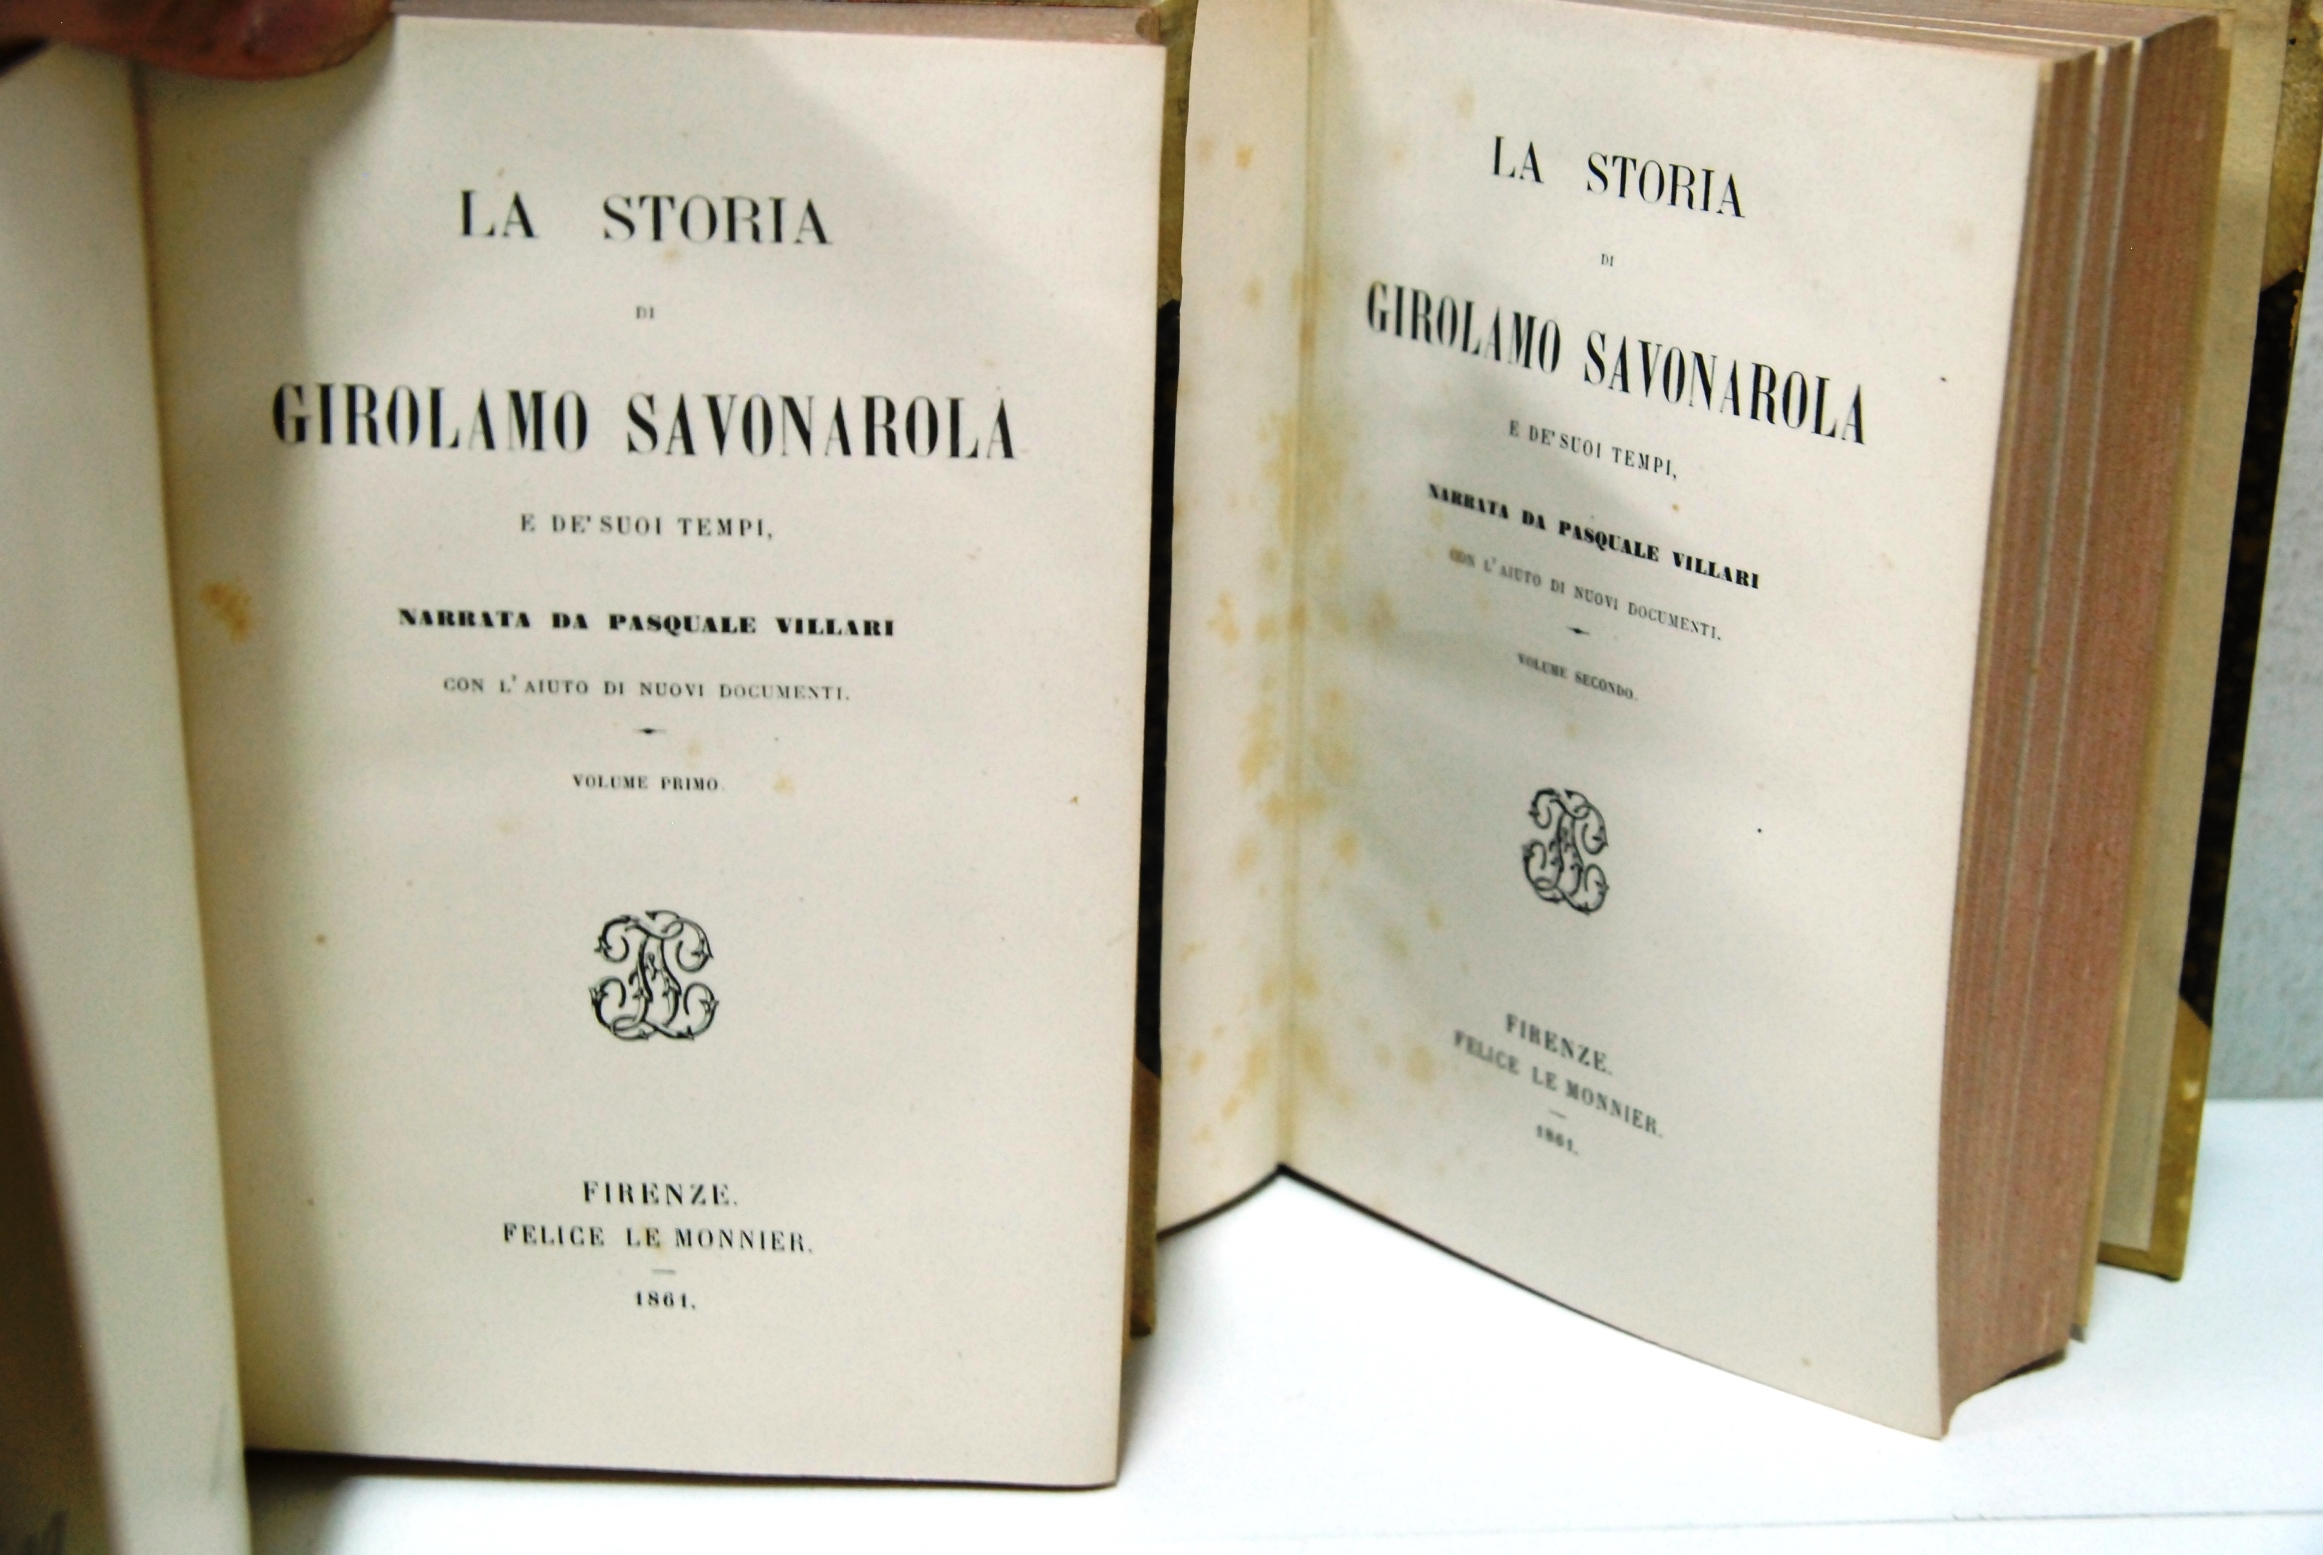 LA STORIA
DI
GIROLAMO SAVONAROLA
E DE' SUOI TEMPI,
NARRATA DA PASQUALE VILLARI
CON L'AIUTO DI NUOVI DOCUMENTI.
VOLUME PRIMO.
FIRENZE.
FELICE LE MONNIER.
1861.
LA STORIA
DI
GIROLAMO SAVONAROLA
E DE' SUOI TEMPI,
NARRATA DA PASQUALE VILLARI
CON L'AIUTO DI NUOVI DOCUMENTI.
VOLUME SECONDO.
FIRENZE.
FELICE LE MONNIER.
1861.